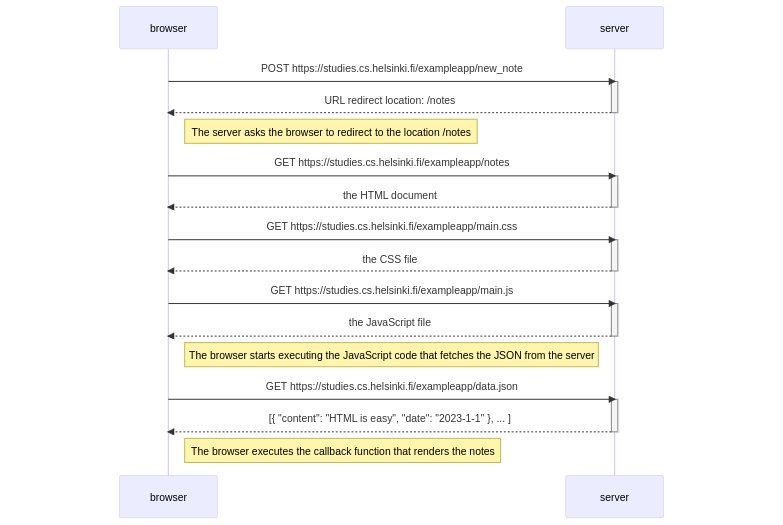 browser
server
POST https://studies.cs.helsinki.fi/exampleapp/new_note
URL redirect location: /notes
The server asks the browser to redirect to the location /notes
GET https://studies.cs.helsinki.fi/exampleapp/notes
the HTML document
GET https://studies.cs.helsinki.fi/exampleapp/main.css
the CSS file
GET https://studies.cs.helsinki.fi/exampleapp/main.js
the JavaScript file
The browser starts executing the JavaScript code that fetches the JSON from the server
GET https://studies.cs.helsinki.fi/exampleapp/data.json
[{ "content": "HTML is easy", "date": "2023-1-1" }, ... ]
The browser executes the callback function that renders the notes
browser
server